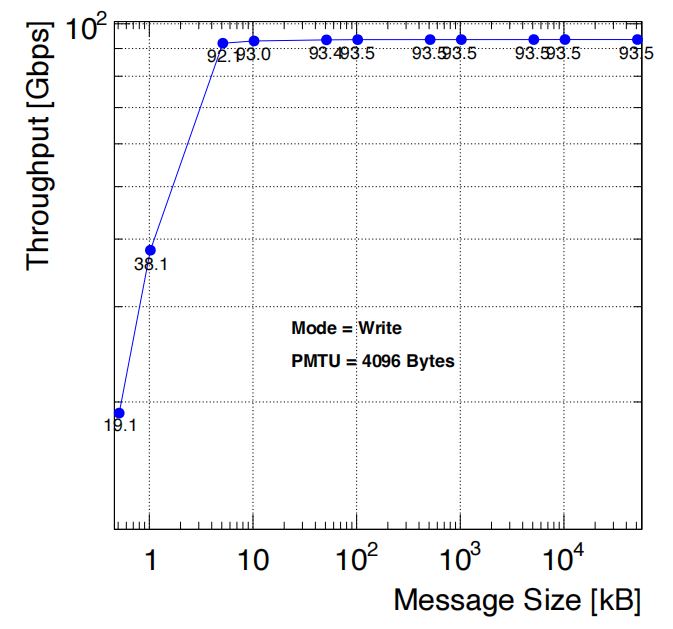 10²
Throughput [Gbps]
92.1 93.0 93.4 93.5 93.5 93.5 93.5 93.5 93.5
38.1
Mode = Write
PMTU = 4096 Bytes
19.1
1 10 10² 10³ 10⁴
Message Size [kB]